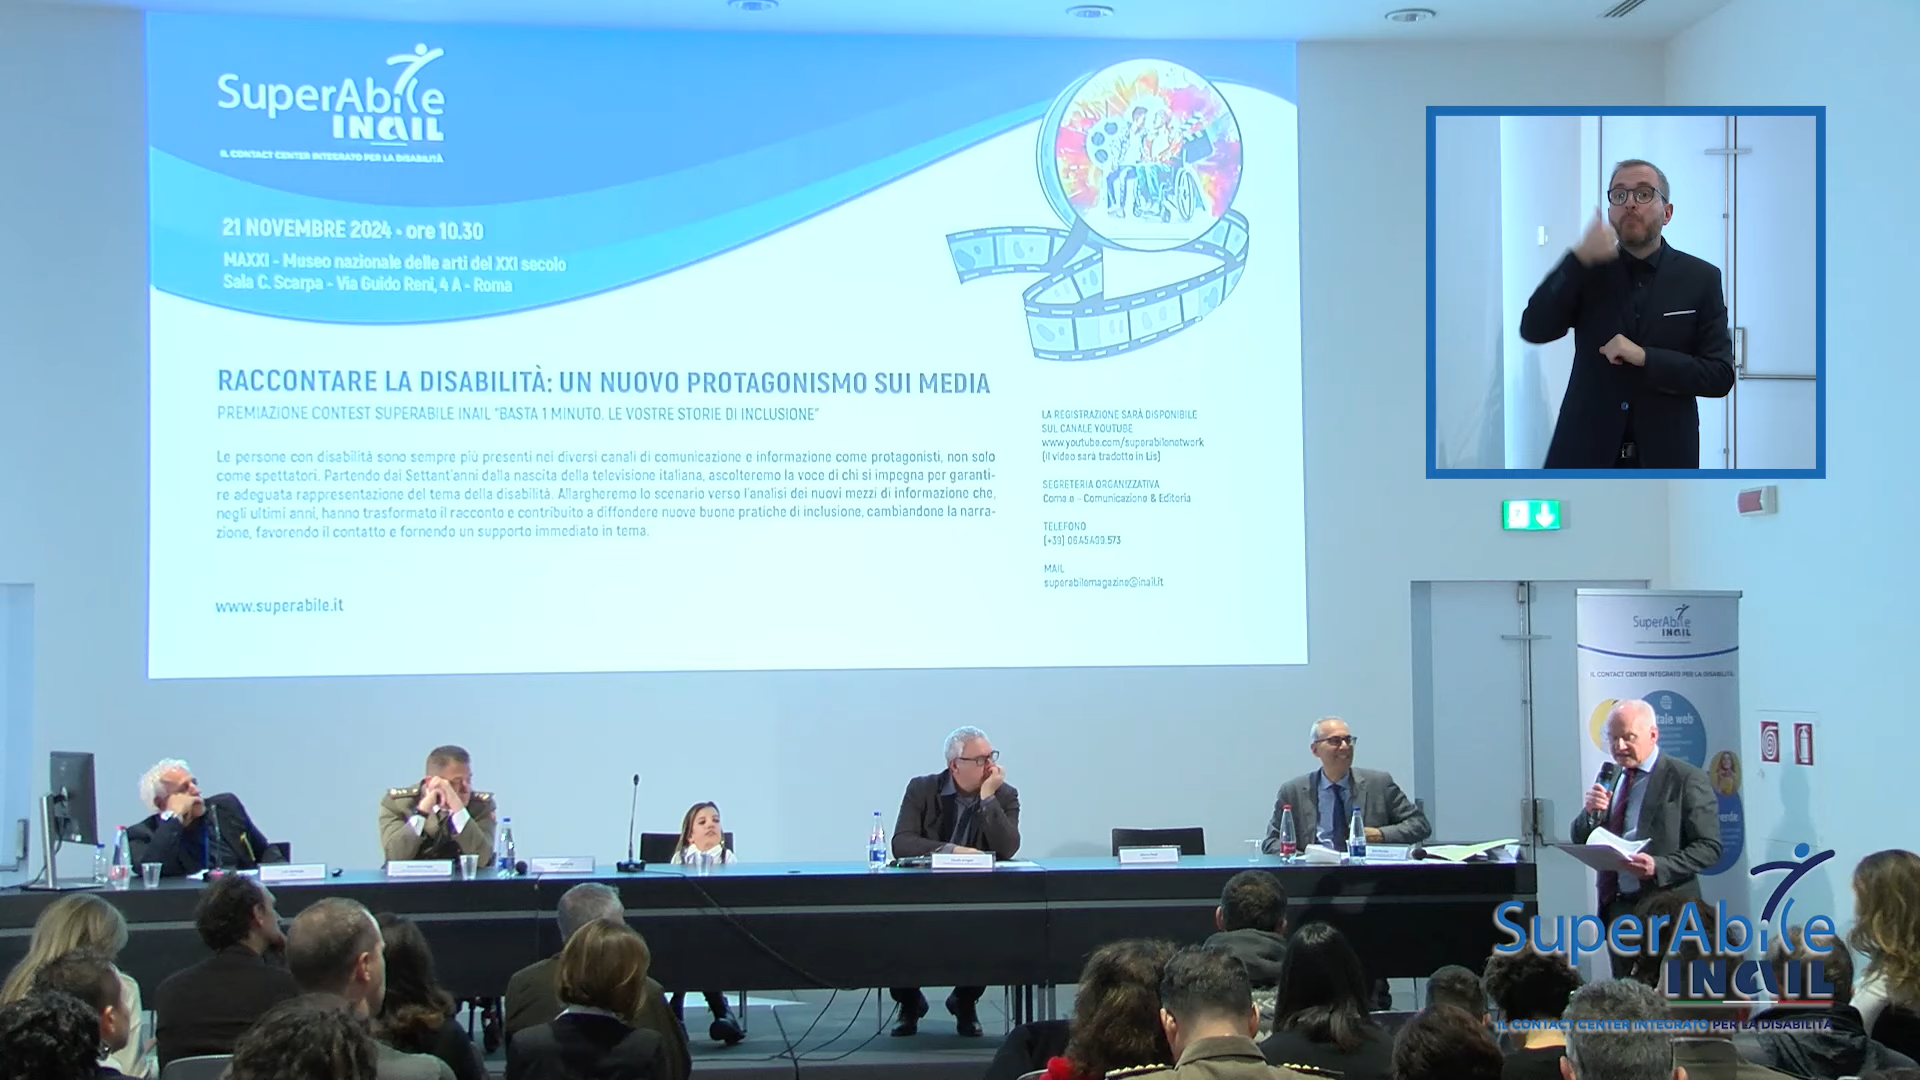 SuperAbile
INAIL
IL CONTACT CENTER INTEGRATO PER LA DISABILITÀ
21 NOVEMBRE 2024 • ore 10.30
MAXXI - Museo nazionale delle arti del XXI secolo
Sala C. Scarpa - Via Guido Reni, 4 A - Roma
RACCONTARE LA DISABILITÀ: UN NUOVO PROTAGONISMO SUI MEDIA
PREMIAZIONE CONTEST SUPERABILE INAIL "BASTA 1 MINUTO. LE VOSTRE STORIE DI INCLUSIONE"
Le persone con disabilità sono sempre più presenti nei diversi canali di comunicazione e informazione come protagonisti, non solo
come spettatori. Partendo dai Settant'anni dalla nascita della televisione italiana, ascolteremo la voce di chi si impegna per garanti-
re adeguata rappresentazione del tema della disabilità. Allargheremo lo scenario verso l'analisi dei nuovi mezzi di informazione che,
negli ultimi anni, hanno trasformato il racconto e contribuito a diffondere nuove buone pratiche di inclusione, cambiandone la narra-
zione, favorendo il contatto e fornendo un supporto immediato in tema.
www.superabile.it
LA REGISTRAZIONE SARÀ DISPONIBILE
SUL CANALE YOUTUBE
www.youtube.com/superabilenetwork
(il video sarà tradotto in Lis)
SEGRETERIA ORGANIZZATIVA
Comunicazione & Editoria
TELEFONO
MAIL
superabilemagazine@inail.it
SuperAbile
INAIL
IL CONTACT CENTER INTEGRATO PER LA DISABILITÀ
tale web
verde
SuperAbile
INAIL
IL CONTACT CENTER INTEGRATO PER LA DISABILITÀ